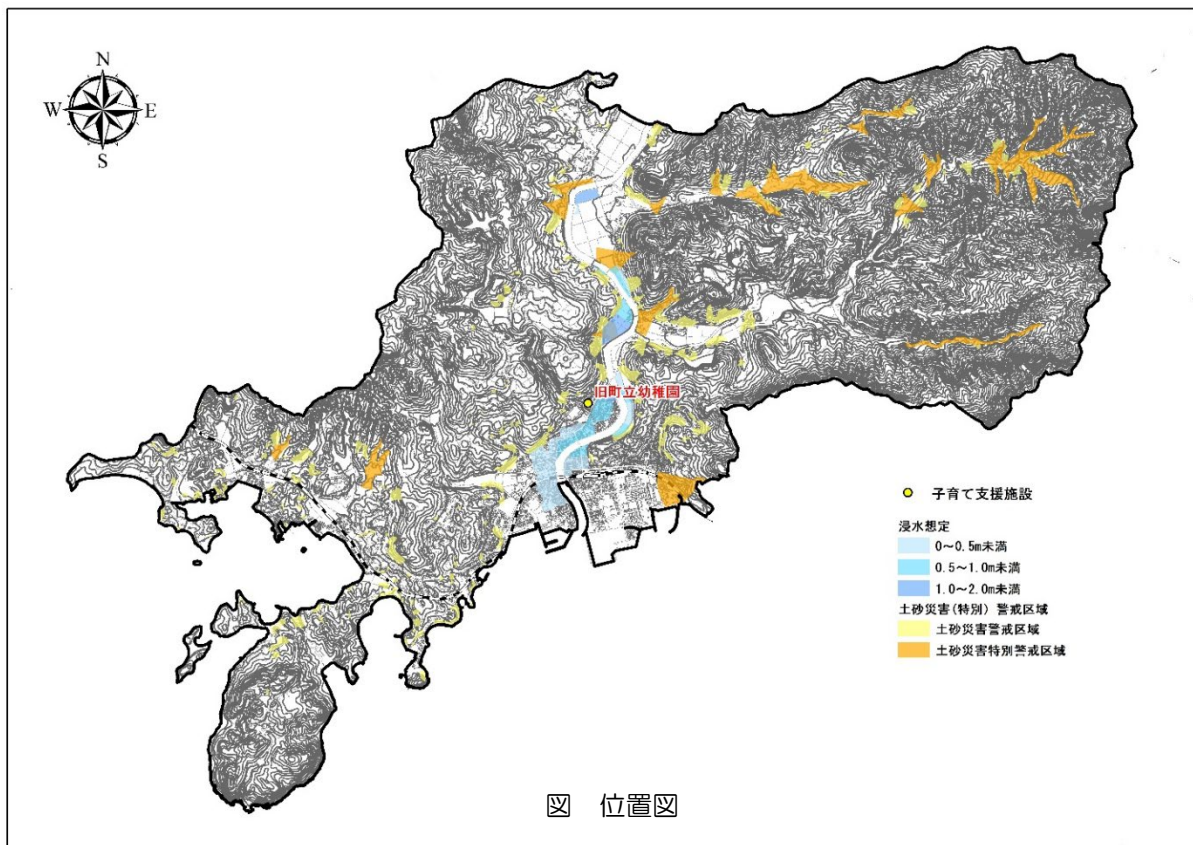 N
W E
S
旧町立幼稚園
子育て支援施設
浸水想定
0～0.5m未満
0.5～1.0m未満
1.0～2.0m未満
土砂災害(特別) 警戒区域
土砂災害警戒区域
土砂災害特別警戒区域
図 位置図